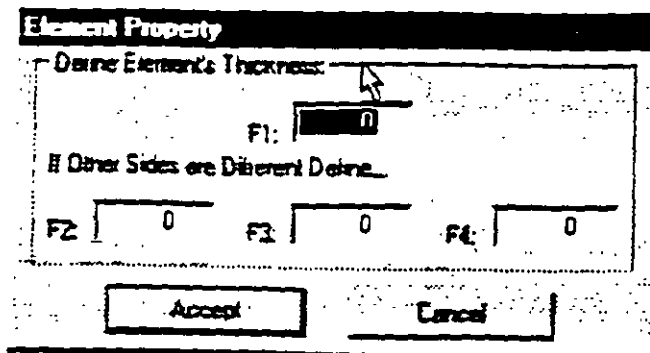 Element Property
Define Element's Thickness:
F1: 0
If Other Sides are Different Define...
F2: 0 F3: 0 F4: 0
Accept Cancel